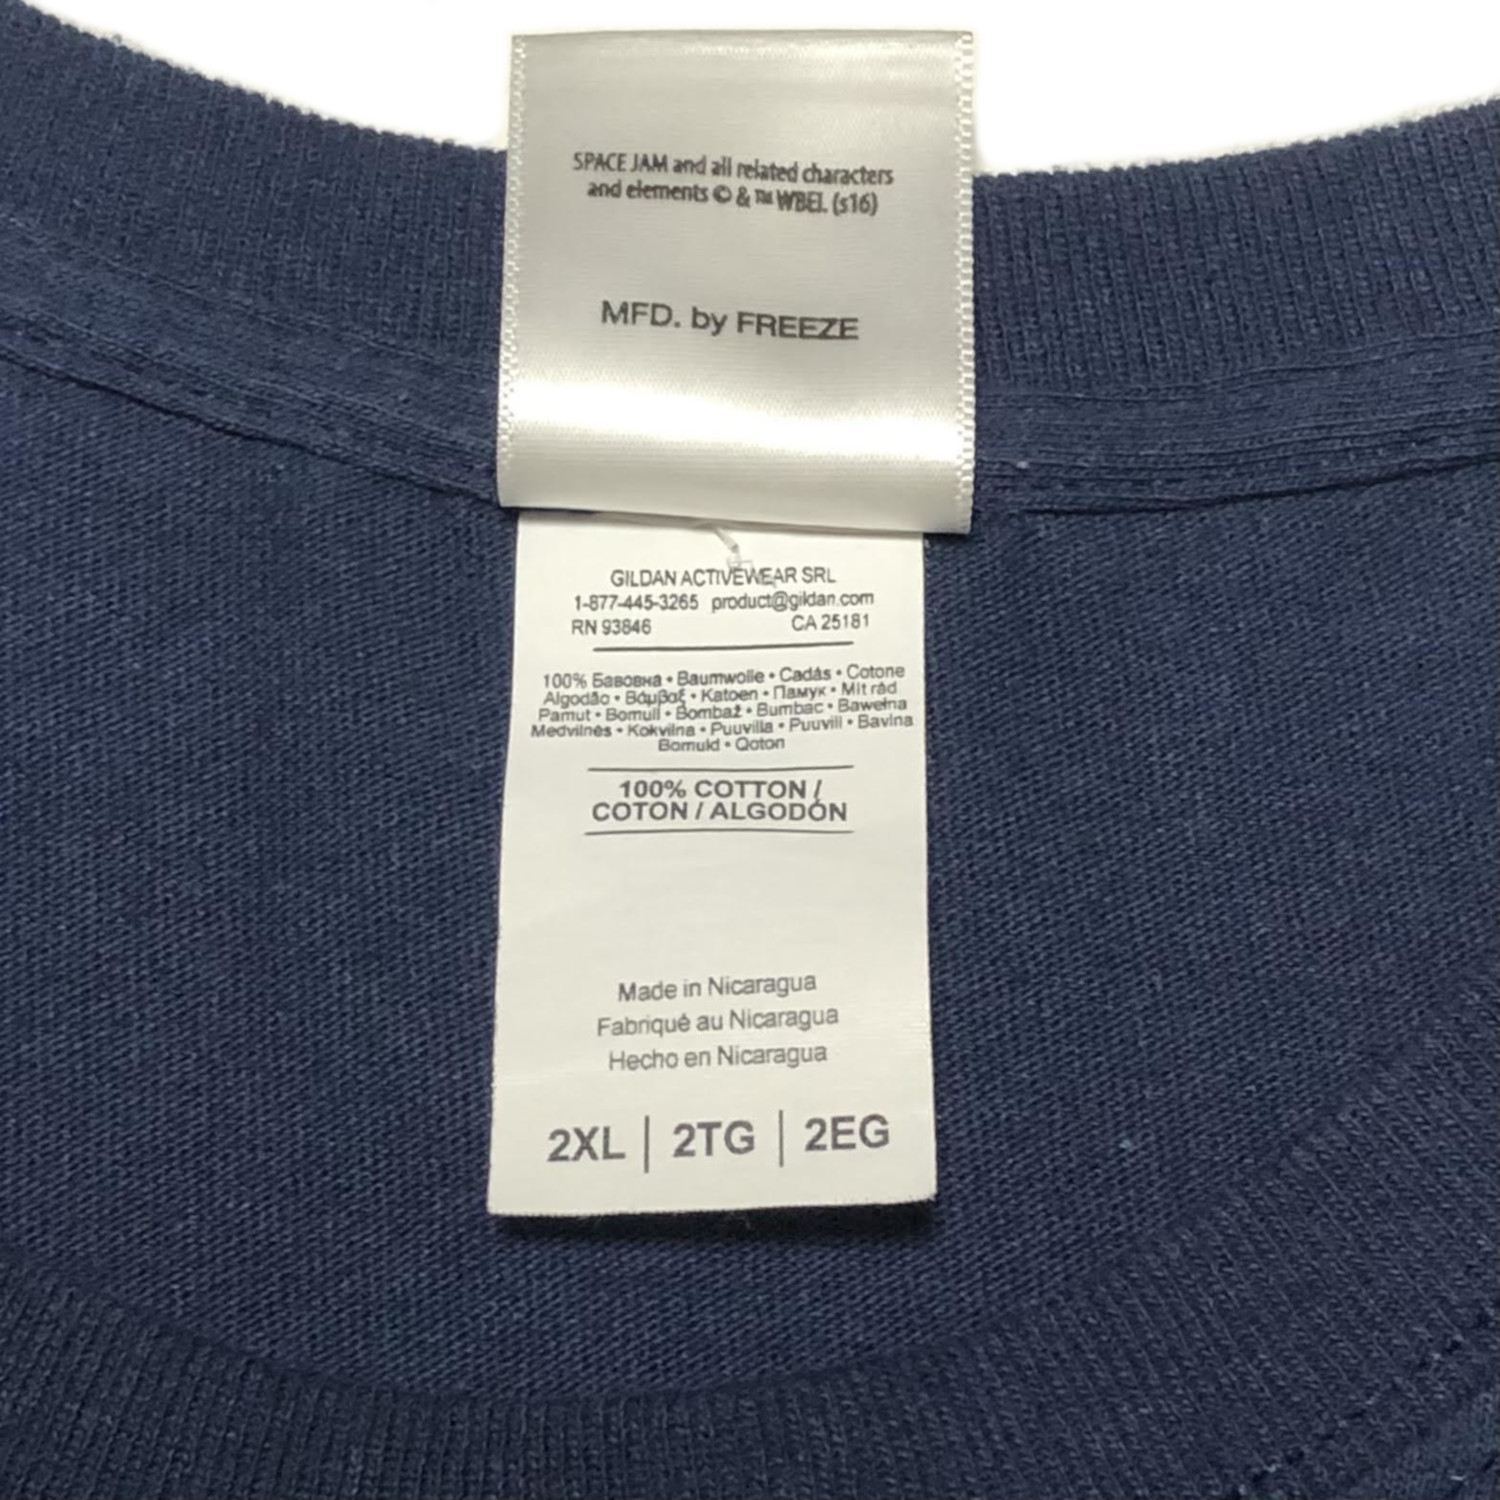 SPACE JAM and all related characters
and elements © & ™ WBEI. (s16)
MFD. by FREEZE
GILDAN ACTIVEWEAR SRL
1-877-445-3265 product@gildan.com
RN 93846 CA 25181
100% Бавовна • Baumwolle • Cadás • Cotone
Algodão • Βάμβαξ • Katoen • Памук • Mit rád
Pamut • Bomull • Bombaž • Bumbac • Bawełna
Medvilnės • Kokvilna • Puuvilla • Puuvill • Bavlna
Bomuld • Qoton
100% COTTON /
COTON / ALGODÓN
Made in Nicaragua
Fabriqué au Nicaragua
Hecho en Nicaragua
2XL | 2TG | 2EG